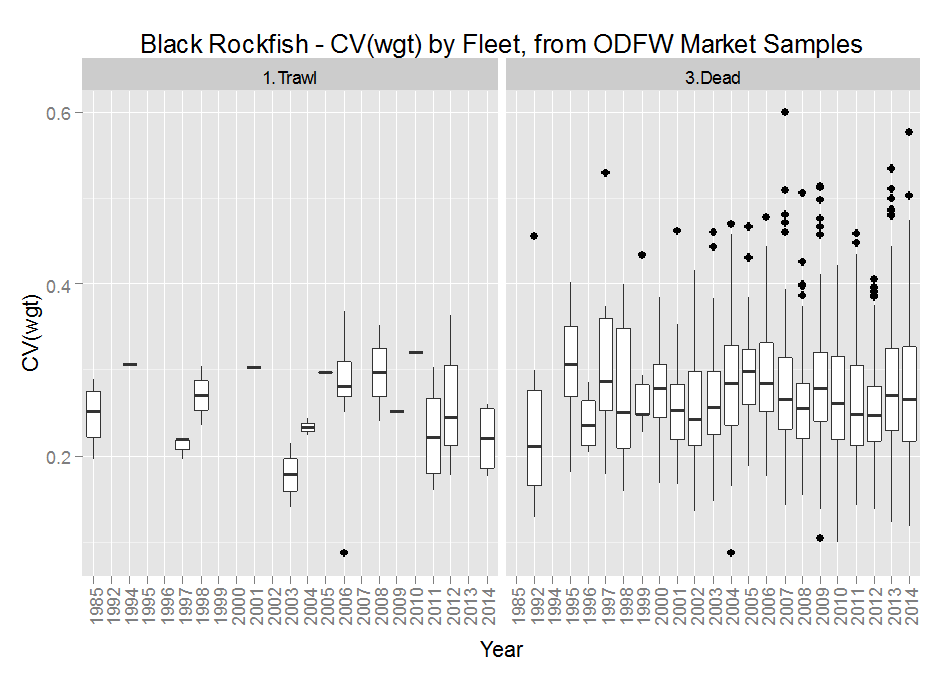 Black Rockfish - CV(wgt) by Fleet, from ODFW Market Samples
1.Trawl
3.Dead
CV(wgt)
0.6
0.4
0.2
1985 1992 1994 1995 1996 1997 1998 1999 2000 2001 2002 2003 2004 2005 2006 2007 2008 2009 2010 2011 2012 2013 2014
1985 1992 1994 1995 1996 1997 1998 1999 2000 2001 2002 2003 2004 2005 2006 2007 2008 2009 2010 2011 2012 2013 2014
Year